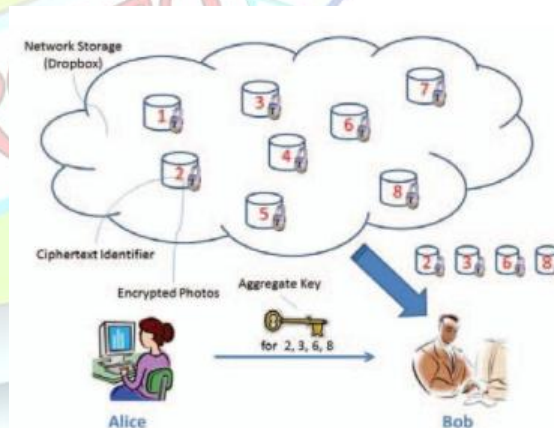 Network Storage
(Dropbox)
1
3
7
6
2
4
5
8
Ciphertext Identifier
Encrypted Photos
Aggregate Key
2 3 6 8
for 2, 3, 6, 8
Alice
Bob